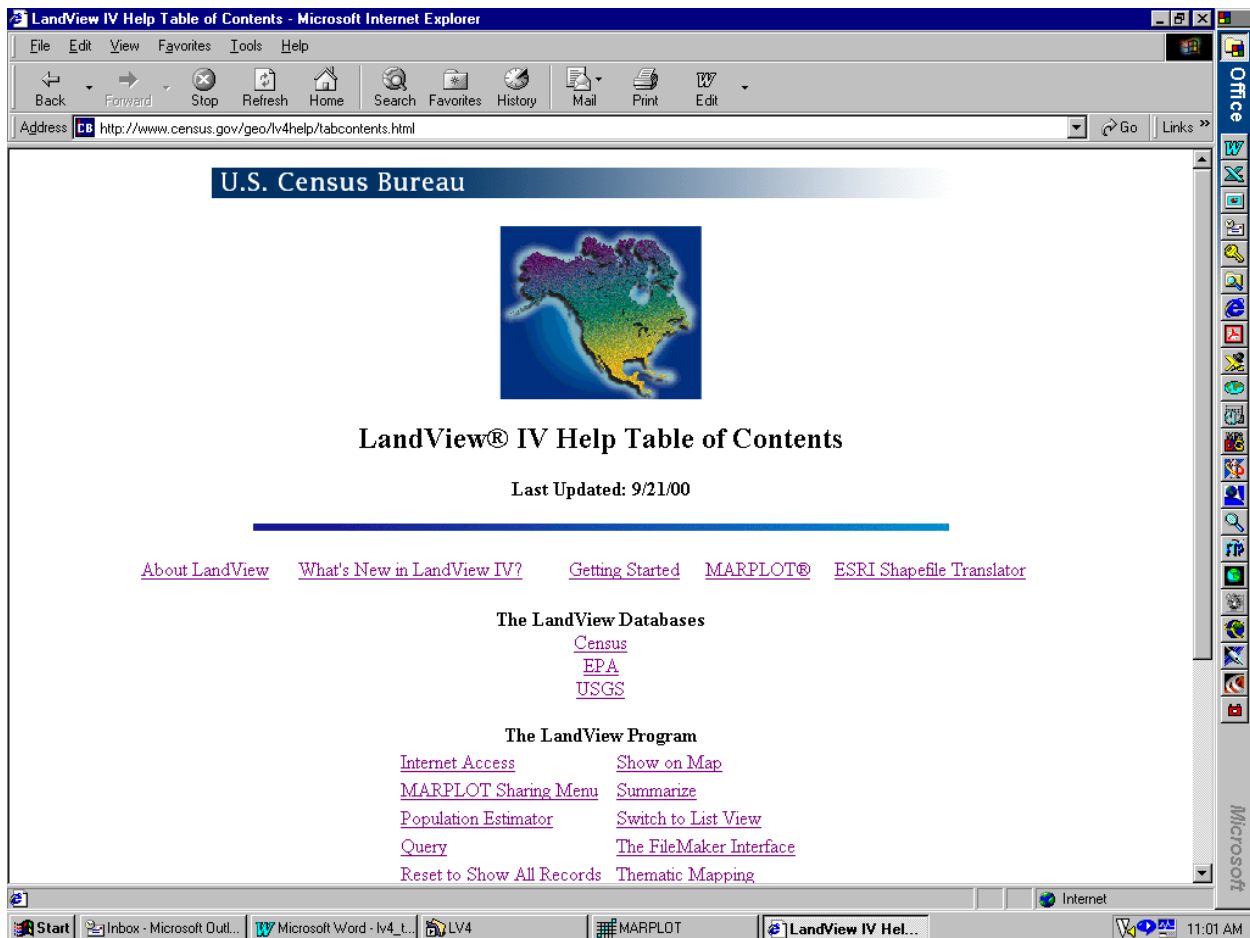 LandView IV Help Table of Contents - Microsoft Internet Explorer
File Edit View Favorites Tools Help
Back Forward Stop Refresh Home Search Favorites History Mail Print Edit
Address http://www.census.gov/geo/lv4help/tabcontents.html Go Links »
Office
U.S. Census Bureau
LandView® IV Help Table of Contents
Last Updated: 9/21/00
About LandView What's New in LandView IV? Getting Started MARPLOT® ESRI Shapefile Translator
The LandView Databases
Census
EPA
USGS
The LandView Program
Internet Access Show on Map
MARPLOT Sharing Menu Summarize
Population Estimator Switch to List View
Query The FileMaker Interface
Reset to Show All Records Thematic Mapping
Microsoft
Internet
Start Inbox - Microsoft Outl... Microsoft Word - lv4_t... LV4 MARPLOT LandView IV Hel... 11:01 AM